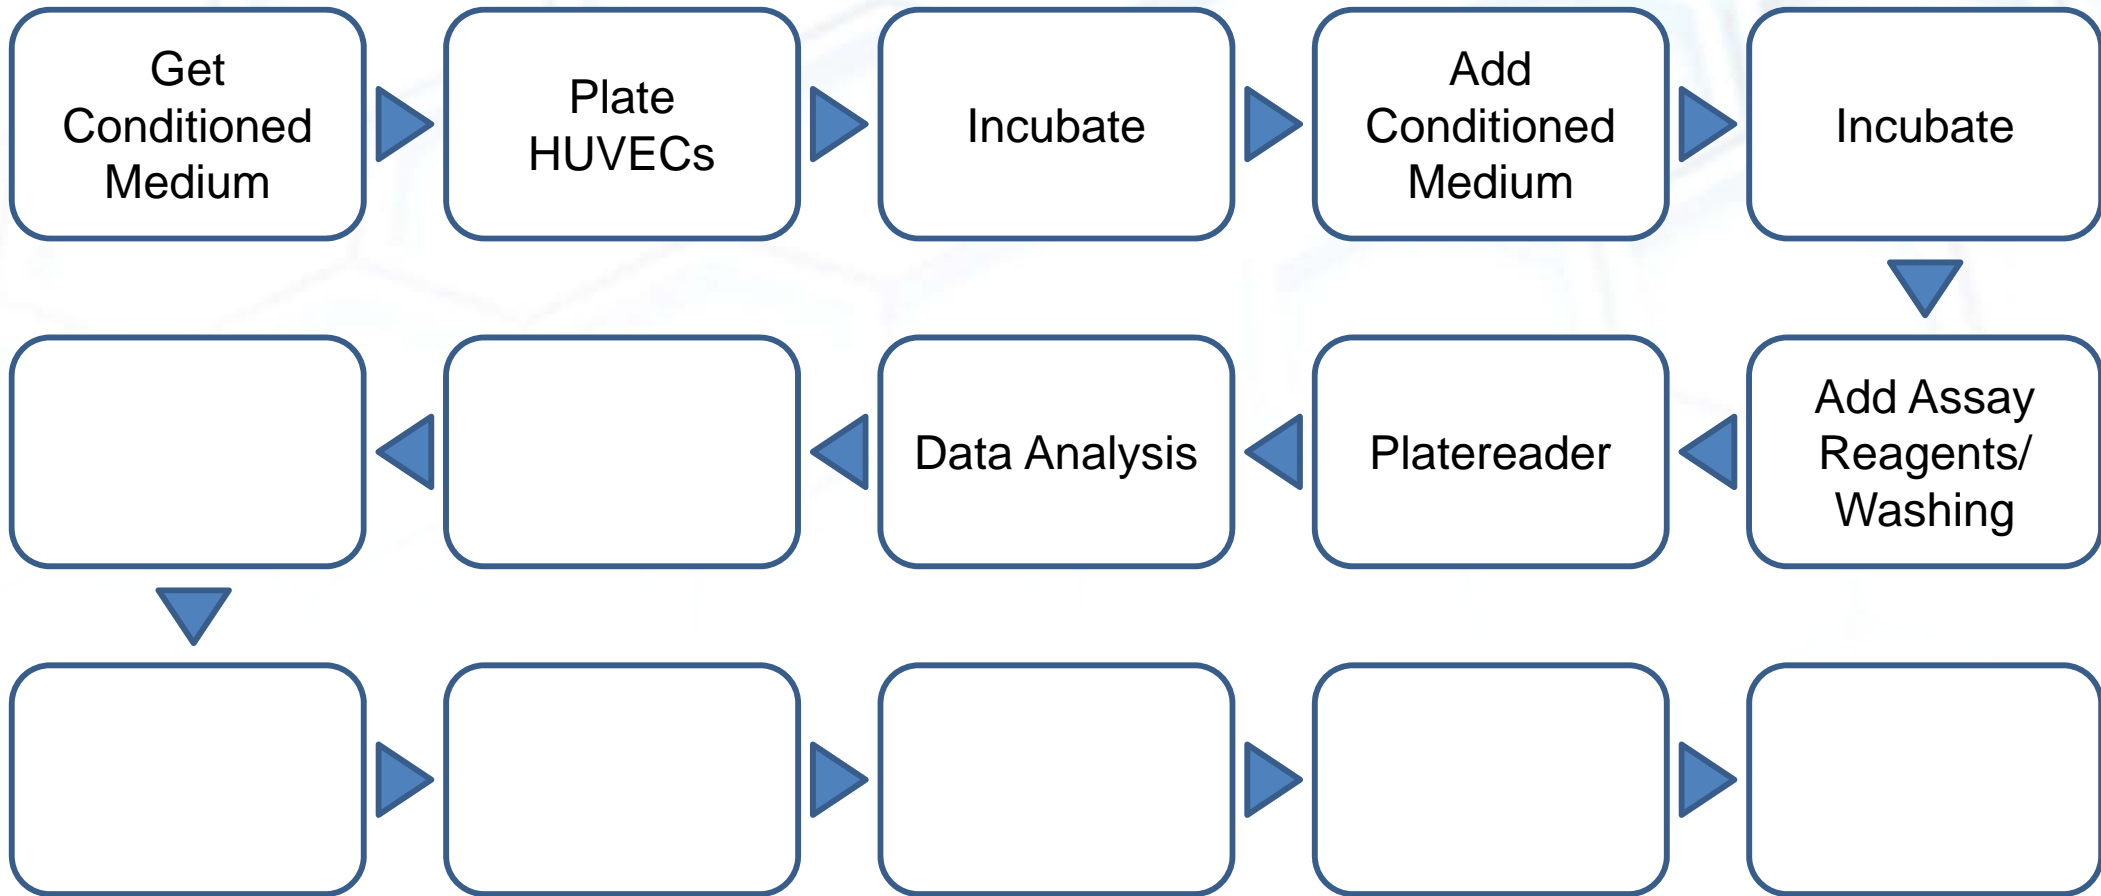 Get
Conditioned
Medium
Plate
HUVECs
Incubate
Add
Conditioned
Medium
Incubate
Add Assay
Reagents/
Washing
Platereader
Data Analysis